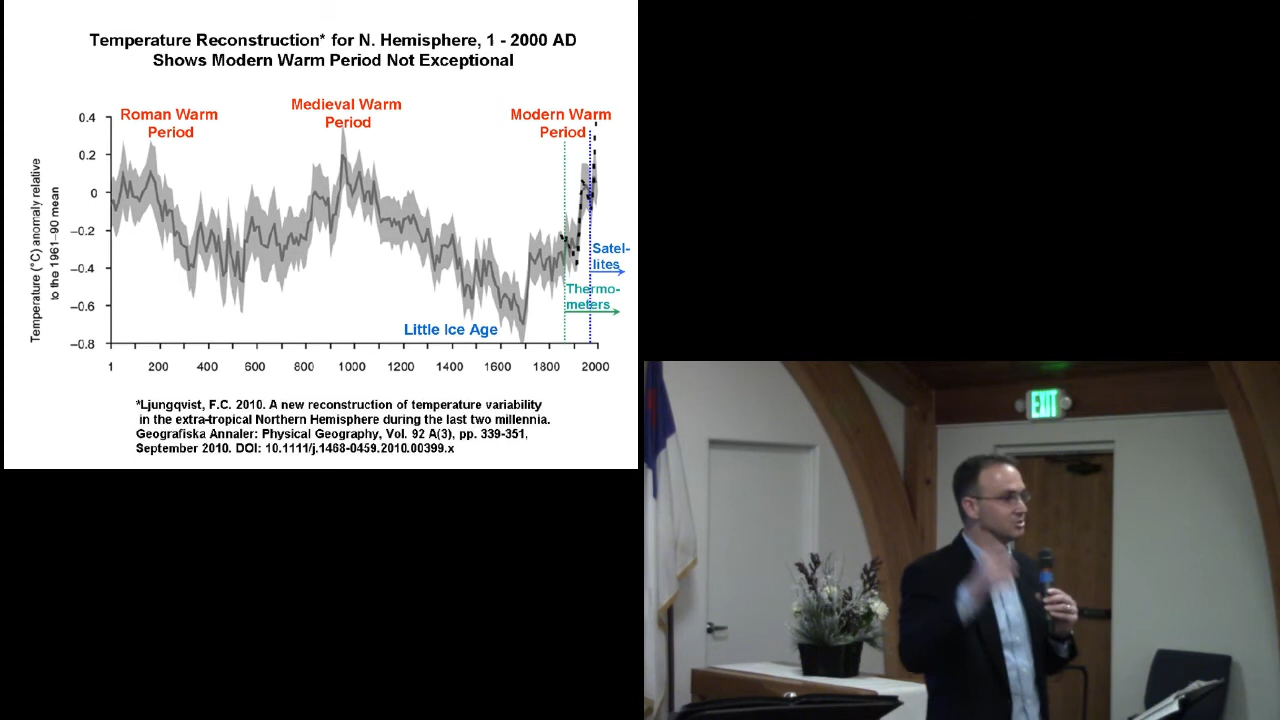 Temperature Reconstruction* for N. Hemisphere, 1 - 2000 AD
Shows Modern Warm Period Not Exceptional
Roman Warm
Period
Medieval Warm
Period
Modern Warm
Period
Temperature (°C) anomaly relative
to the 1961–90 mean
0.4
0.2
0
−0.2
−0.4
−0.6
−0.8
Satel-
lites
Thermo-
meters
Little Ice Age
1
200
400
600
800
1000
1200
1400
1600
1800
2000
*Ljungqvist, F.C. 2010. A new reconstruction of temperature variability
in the extra-tropical Northern Hemisphere during the last two millennia.
Geografiska Annaler: Physical Geography, Vol. 92 A(3), pp. 339-351,
September 2010. DOI: 10.1111/j.1468-0459.2010.00399.x
EXIT